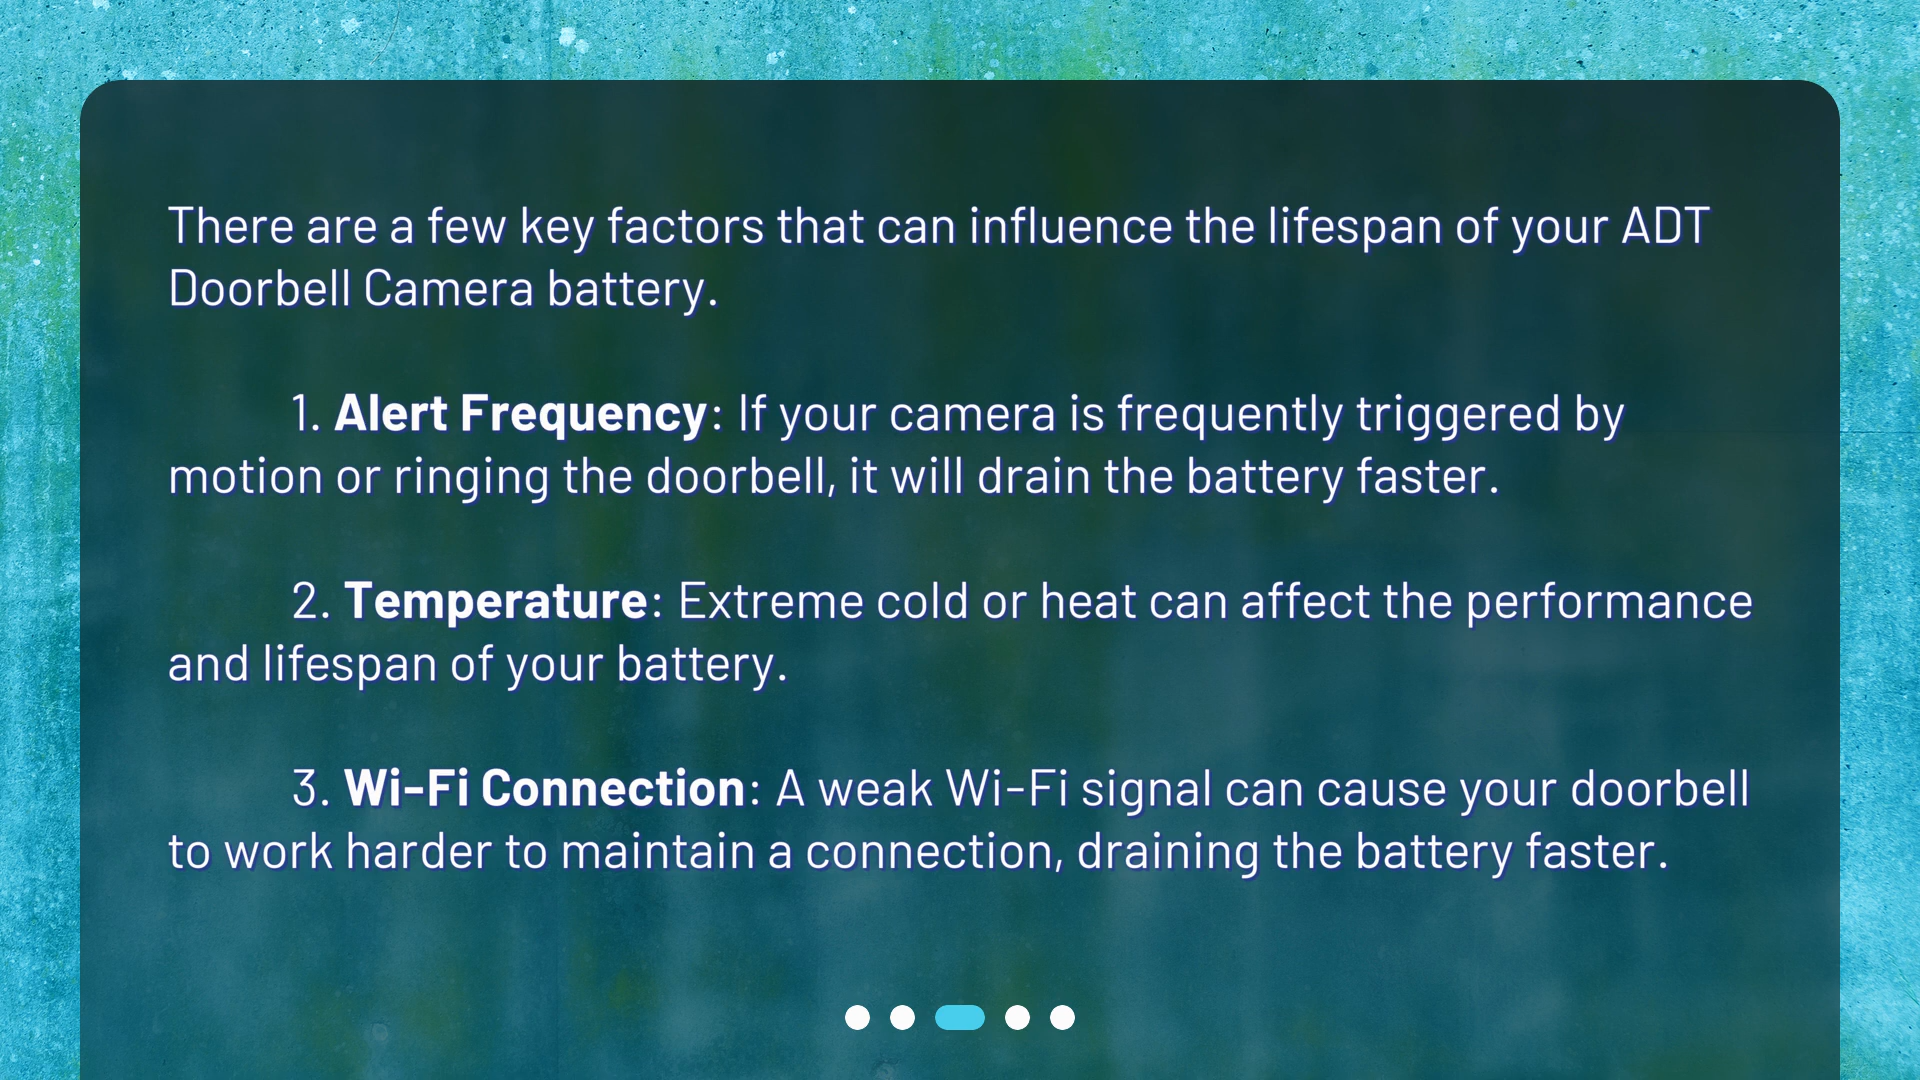 There are a few key factors that can influence the lifespan of your ADT
Doorbell Camera battery.
1. Alert Frequency: If your camera is frequently triggered by
motion or ringing the doorbell, it will drain the battery faster.
2. Temperature: Extreme cold or heat can affect the performance
and lifespan of your battery.
3. Wi-Fi Connection: A weak Wi-Fi signal can cause your doorbell
to work harder to maintain a connection, draining the battery faster.